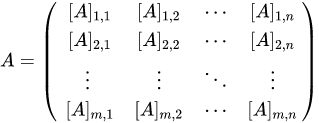 [A]₁,₁ [A]₁,₂ ⋯ [A]₁,ₙ
[A]₂,₁ [A]₂,₂ ⋯ [A]₂,ₙ
A =
⋮ ⋮ ⋱ ⋮
[A]ₘ,₁ [A]ₘ,₂ ⋯ [A]ₘ,ₙ